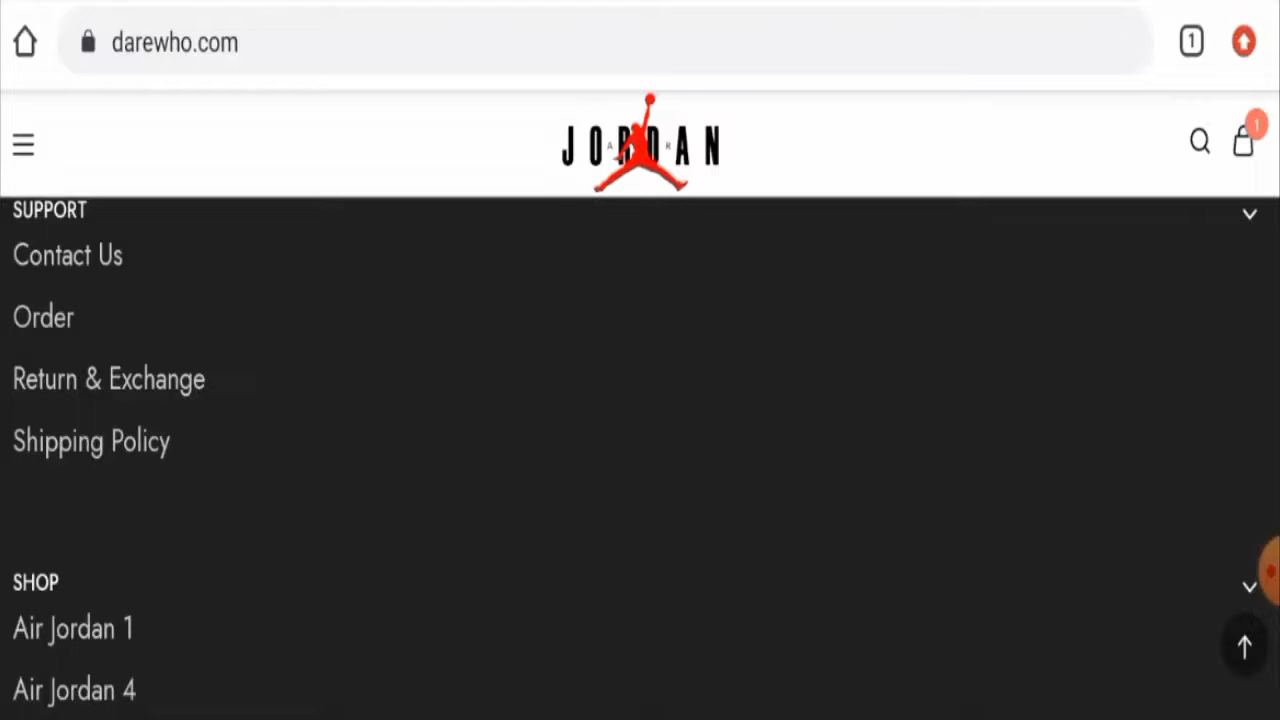 darewho.com
1
JORDAN
1
SUPPORT
Contact Us
Order
Return & Exchange
Shipping Policy
SHOP
Air Jordan 1
Air Jordan 4